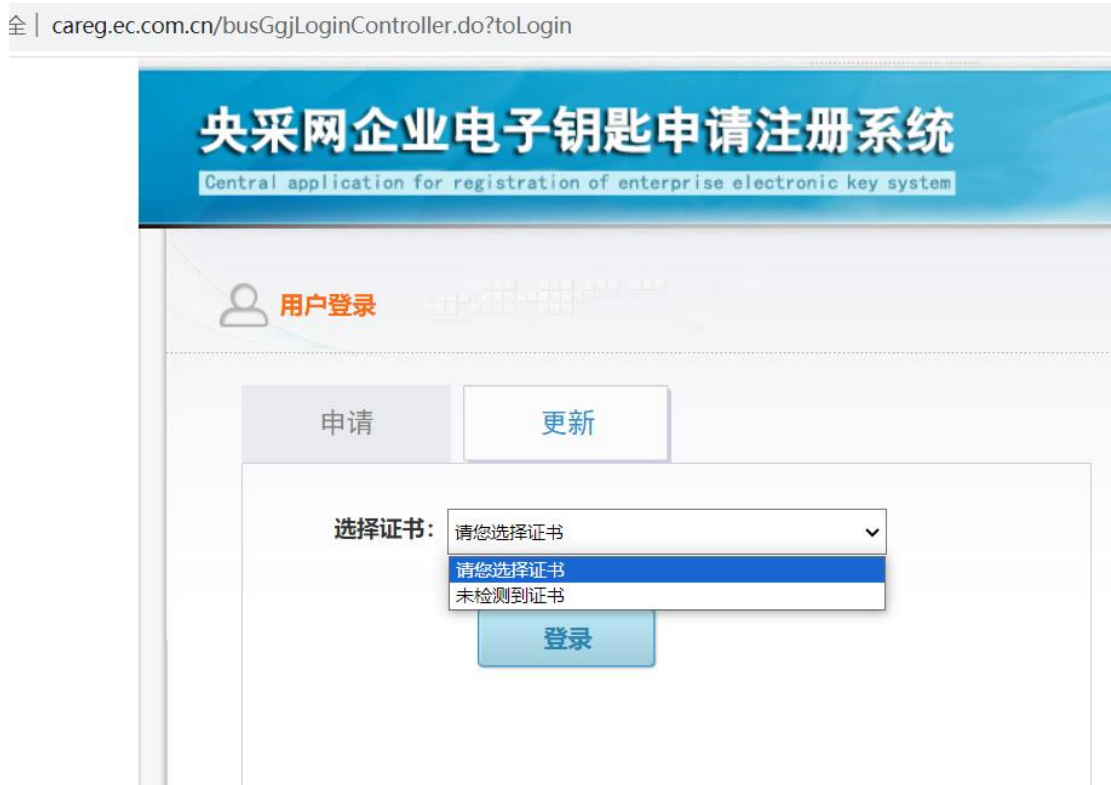 全 | careg.ec.com.cn/busGgjLoginController.do?toLogin
央采网企业电子钥匙申请注册系统
Central application for registration of enterprise electronic key system
用户登录
申请
更新
选择证书：
请您选择证书
请您选择证书
未检测到证书
登录